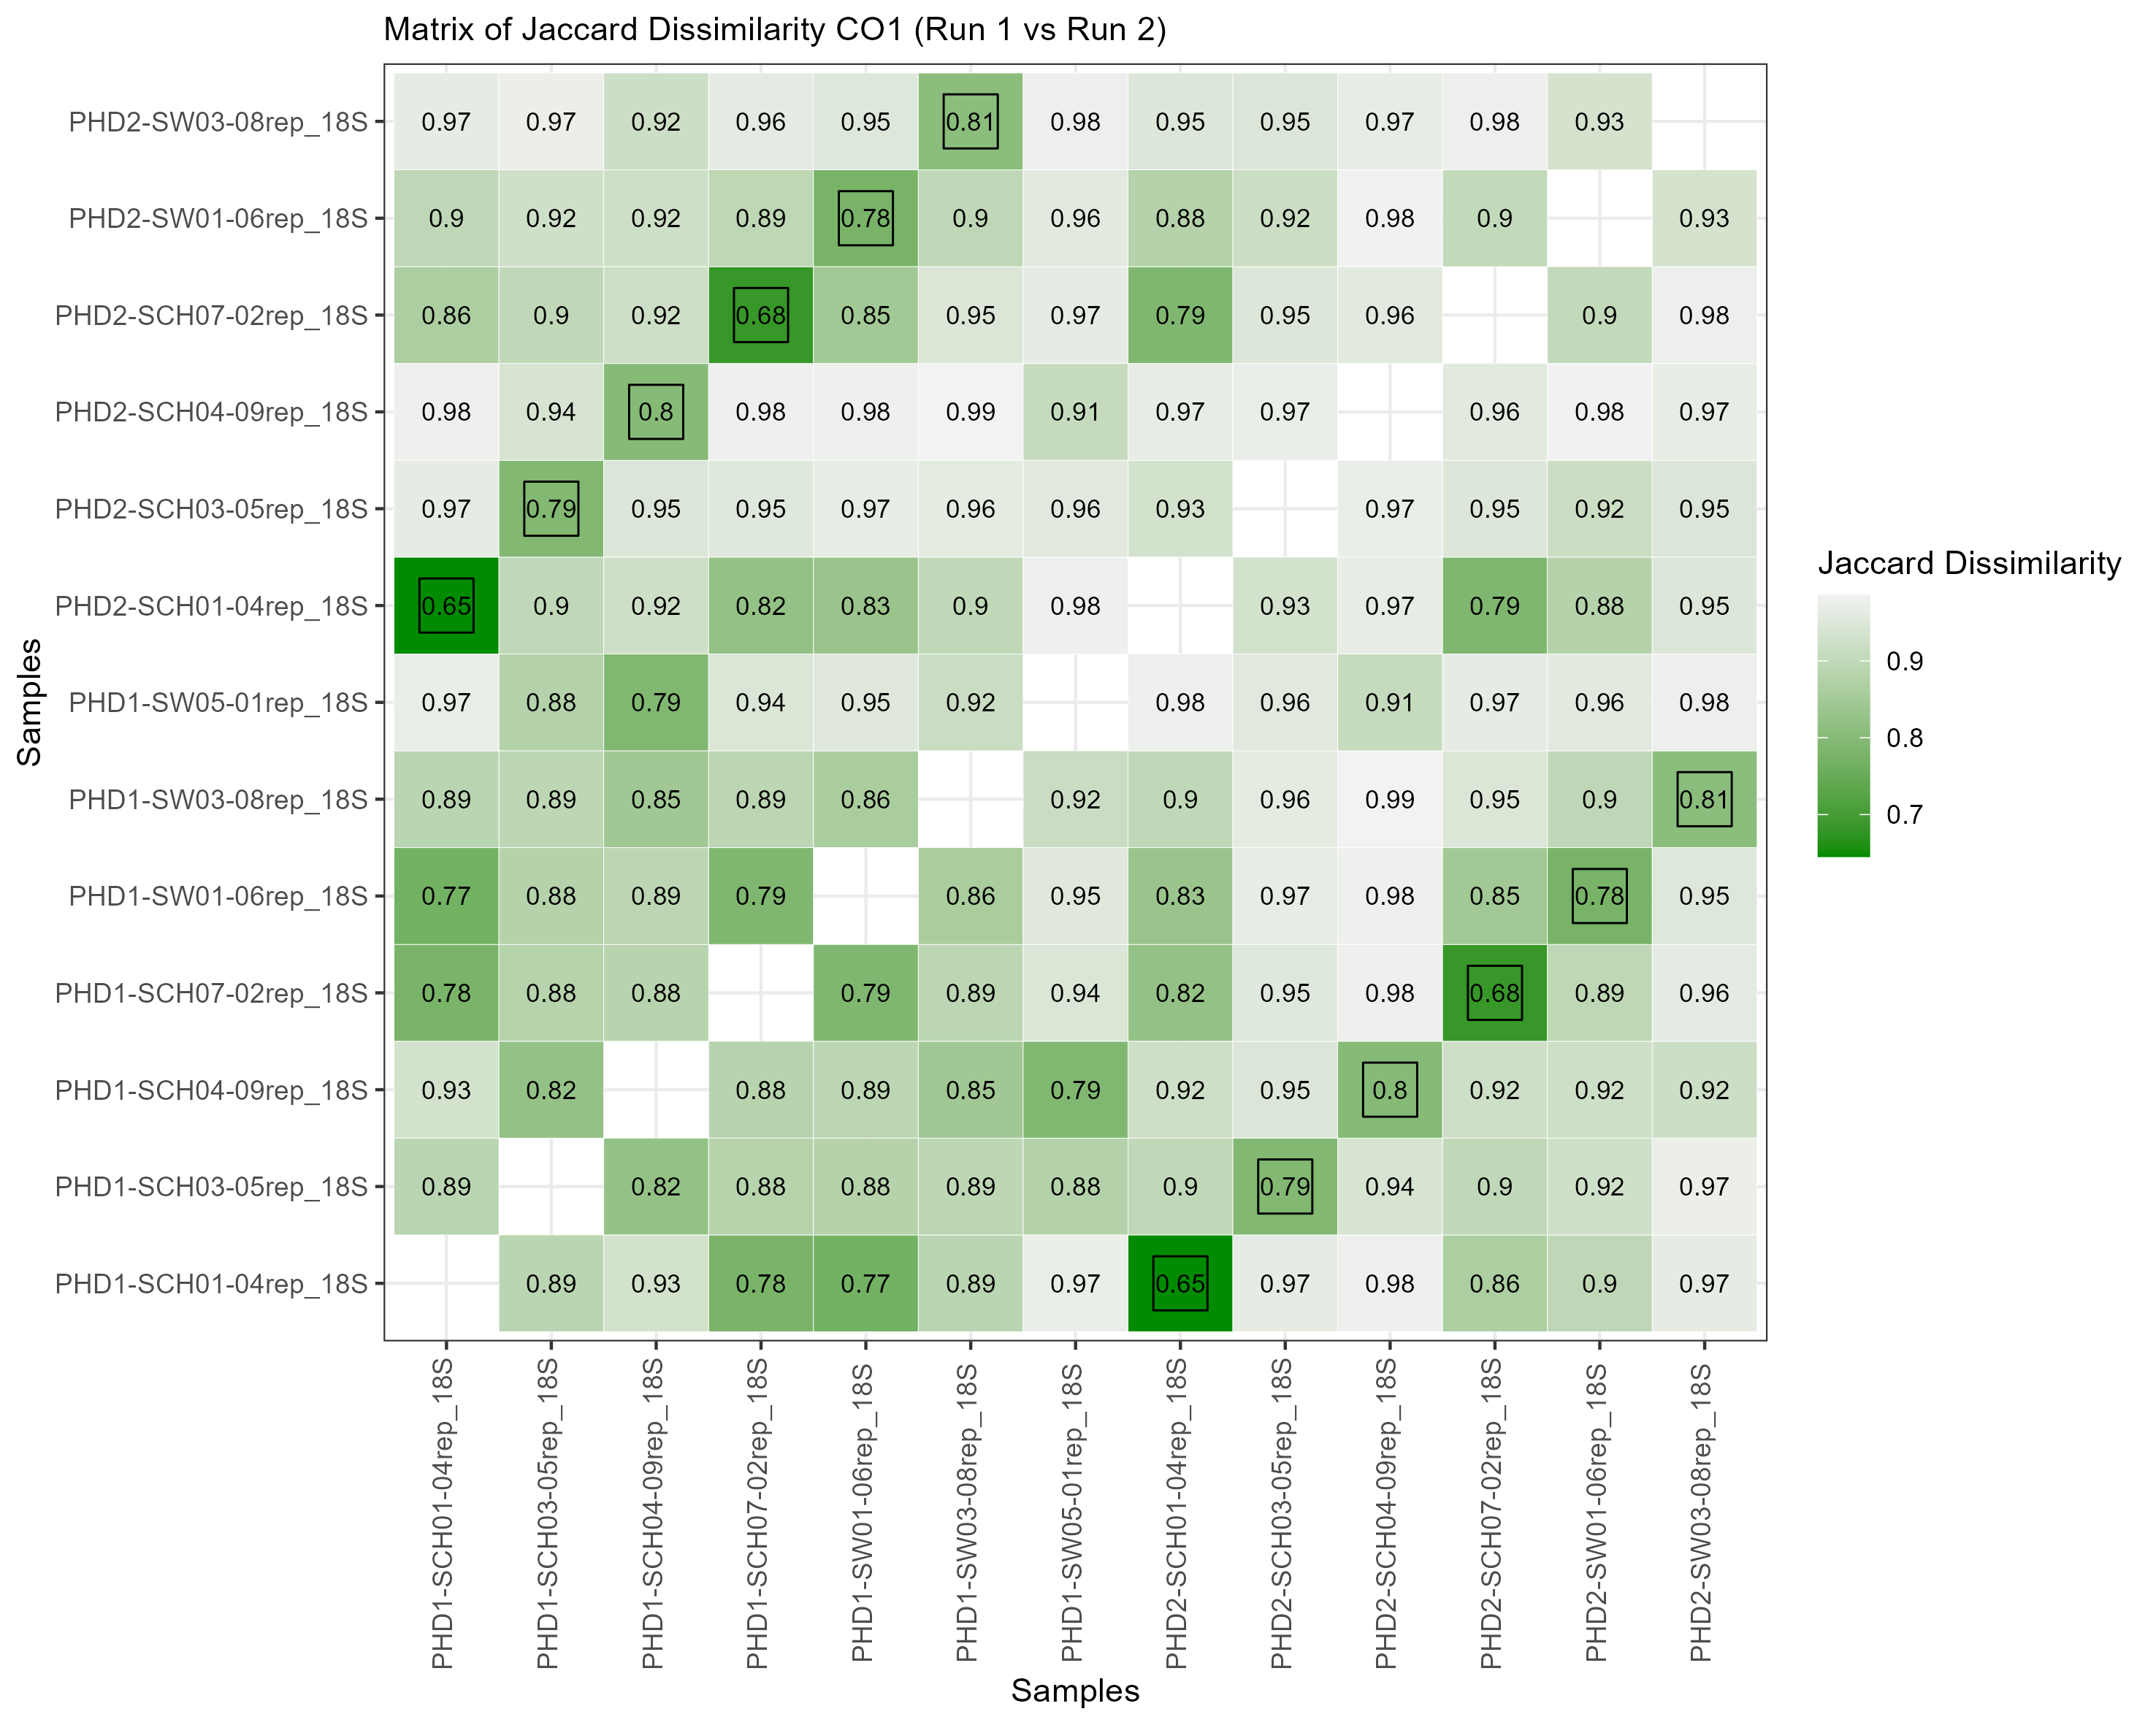 Matrix of Jaccard Dissimilarity CO1 (Run 1 vs Run 2)
PHD2-SW03-08rep_18S 0.97 0.97 0.92 0.96 0.95 0.81 0.98 0.95 0.95 0.97 0.98 0.93
PHD2-SW01-06rep_18S 0.9 0.92 0.92 0.89 0.78 0.9 0.96 0.88 0.92 0.98 0.9 0.93
PHD2-SCH07-02rep_18S 0.86 0.9 0.92 0.68 0.85 0.95 0.97 0.79 0.95 0.96 0.9 0.98
PHD2-SCH04-09rep_18S 0.98 0.94 0.8 0.98 0.98 0.99 0.91 0.97 0.97 0.96 0.98 0.97
PHD2-SCH03-05rep_18S 0.97 0.79 0.95 0.95 0.97 0.96 0.96 0.93 0.97 0.95 0.92 0.95
PHD2-SCH01-04rep_18S 0.65 0.9 0.92 0.82 0.83 0.9 0.98 0.93 0.97 0.79 0.88 0.95
PHD1-SW05-01rep_18S 0.97 0.88 0.79 0.94 0.95 0.92 0.98 0.96 0.91 0.97 0.96 0.98
PHD1-SW03-08rep_18S 0.89 0.89 0.85 0.89 0.86 0.92 0.9 0.96 0.99 0.95 0.9 0.81
PHD1-SW01-06rep_18S 0.77 0.88 0.89 0.79 0.86 0.95 0.83 0.97 0.98 0.85 0.78 0.95
PHD1-SCH07-02rep_18S 0.78 0.88 0.88 0.79 0.89 0.94 0.82 0.95 0.98 0.68 0.89 0.96
PHD1-SCH04-09rep_18S 0.93 0.82 0.88 0.89 0.85 0.79 0.92 0.95 0.8 0.92 0.92 0.92
PHD1-SCH03-05rep_18S 0.89 0.82 0.88 0.88 0.89 0.88 0.9 0.79 0.94 0.9 0.92 0.97
PHD1-SCH01-04rep_18S 0.89 0.93 0.78 0.77 0.89 0.97 0.65 0.97 0.98 0.86 0.9 0.97
Samples
PHD1-SCH01-04rep_18S
PHD1-SCH03-05rep_18S
PHD1-SCH04-09rep_18S
PHD1-SCH07-02rep_18S
PHD1-SW01-06rep_18S
PHD1-SW03-08rep_18S
PHD1-SW05-01rep_18S
PHD2-SCH01-04rep_18S
PHD2-SCH03-05rep_18S
PHD2-SCH04-09rep_18S
PHD2-SCH07-02rep_18S
PHD2-SW01-06rep_18S
PHD2-SW03-08rep_18S
Samples
Jaccard Dissimilarity
0.9
0.8
0.7